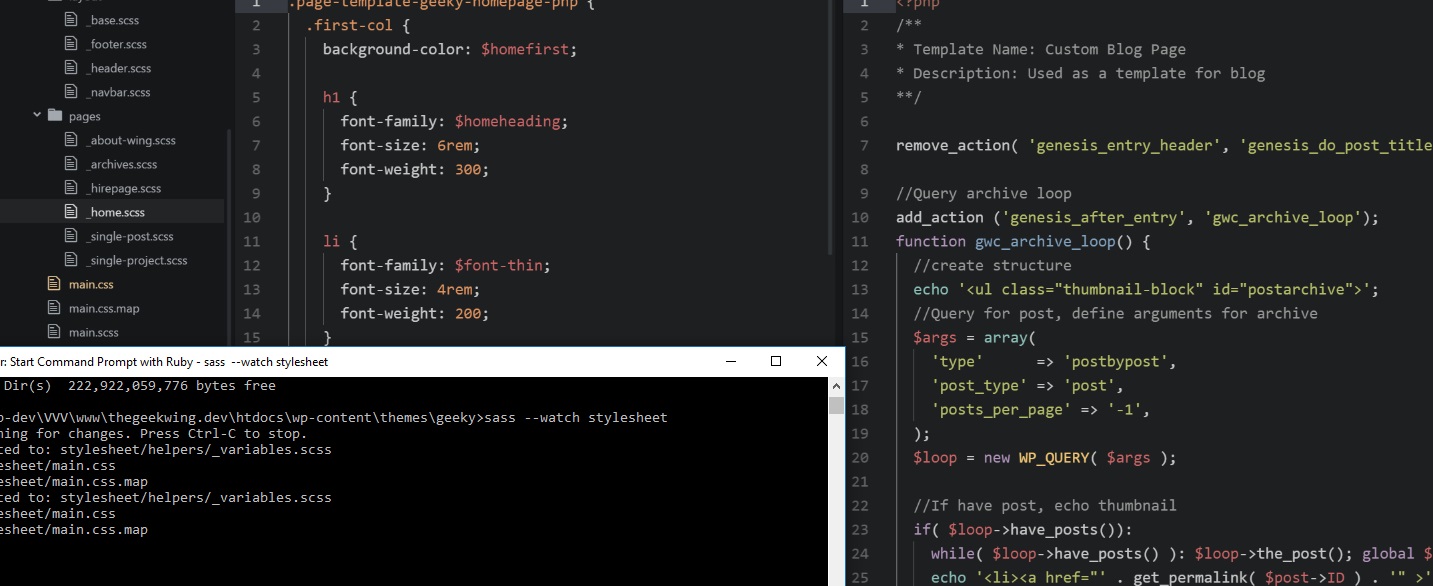 _base.scss
_footer.scss
_header.scss
_navbar.scss
pages
_about-wing.scss
_archives.scss
_hirepage.scss
_home.scss
_single-post.scss
_single-project.scss
main.css
main.css.map
main.scss
1 .page-template-geeky-homepage-php {
2 .first-col {
3 background-color: $homefirst;
4
5 h1 {
6 font-family: $homeheading;
7 font-size: 6rem;
8 font-weight: 300;
9 }
10
11 li {
12 font-family: $font-thin;
13 font-size: 4rem;
14 font-weight: 200;
15 }
1 <?php
2 /**
3 * Template Name: Custom Blog Page
4 * Description: Used as a template for blog
5 **/
6
7 remove_action( 'genesis_entry_header', 'genesis_do_post_title
8
9 //Query archive loop
10 add_action ('genesis_after_entry', 'gwc_archive_loop');
11 function gwc_archive_loop() {
12 //create structure
13 echo '<ul class="thumbnail-block" id="postarchive">';
14 //Query for post, define arguments for archive
15 $args = array(
16 'type' => 'postbypost',
17 'post_type' => 'post',
18 'posts_per_page' => '-1',
19 );
20 $loop = new WP_QUERY( $args );
21
22 //If have post, echo thumbnail
23 if( $loop->have_posts()):
24 while( $loop->have_posts() ): $loop->the_post(); global $
25 echo '<li><a href="' . get_permalink( $post->ID ) . '" >'
r: Start Command Prompt with Ruby - sass --watch stylesheet
Dir(s) 222,922,059,776 bytes free
p-dev\VVV\www\thegeekwing.dev\htdocs\wp-content\themes\geeky>sass --watch stylesheet
hing for changes. Press Ctrl-C to stop.
ted to: stylesheet/helpers/_variables.scss
esheet/main.css
esheet/main.css.map
ted to: stylesheet/helpers/_variables.scss
esheet/main.css
esheet/main.css.map